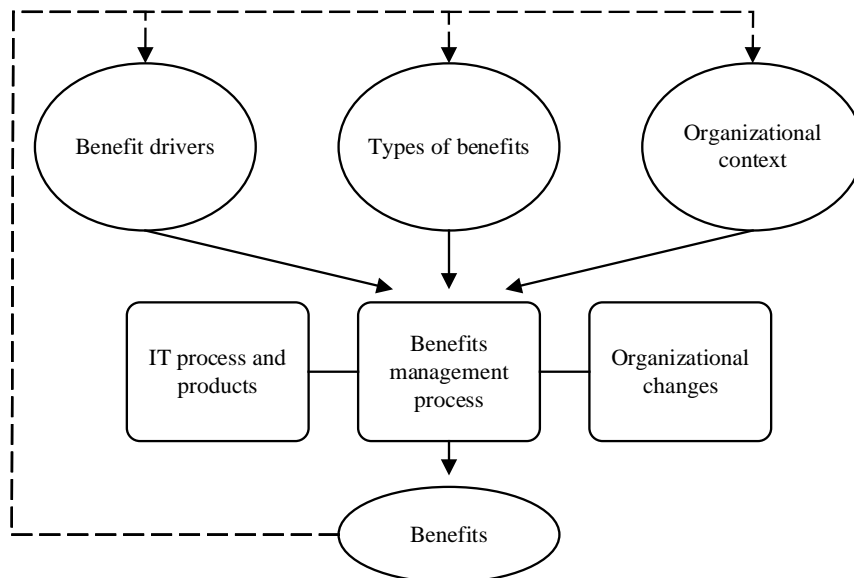 Benefit drivers
Types of benefits
Organizational
context
IT process and
products
Benefits
management
process
Organizational
changes
Benefits